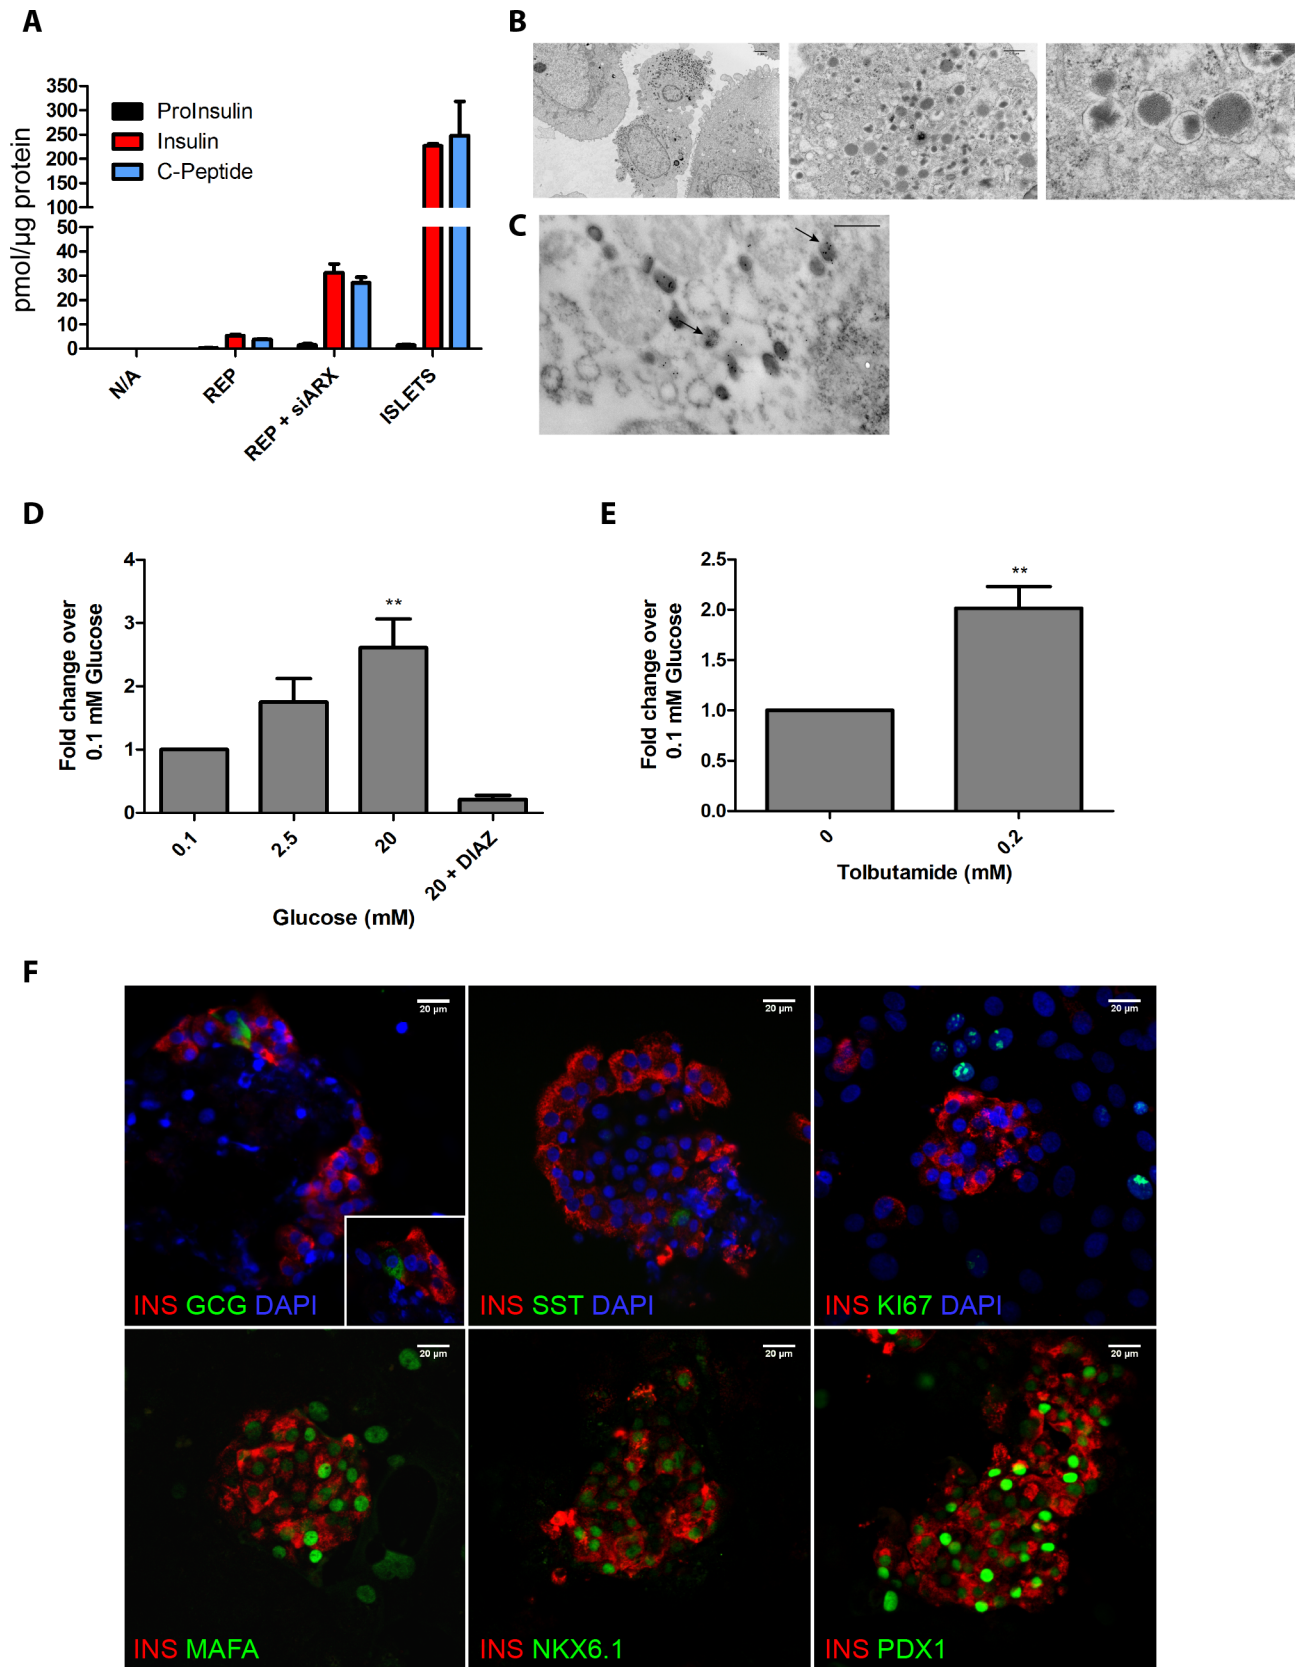 A
350
300
250
200
150
100
50
40
30
20
10
0
pmol/µg protein
ProInsulin
Insulin
C-Peptide
N/A
REP
REP + siARX
ISLETS
B
C
D
4
3
2
1
0
Fold change over
0.1 mM Glucose
**
0.1
2.5
20
20 + DIAZ
Glucose (mM)
E
2.5
2.0
1.5
1.0
0.5
0.0
Fold change over
0.1 mM Glucose
**
0
0.2
Tolbutamide (mM)
F
20 µm
INS GCG DAPI
20 µm
INS SST DAPI
20 µm
INS KI67 DAPI
20 µm
INS MAFA
20 µm
INS NKX6.1
20 µm
INS PDX1